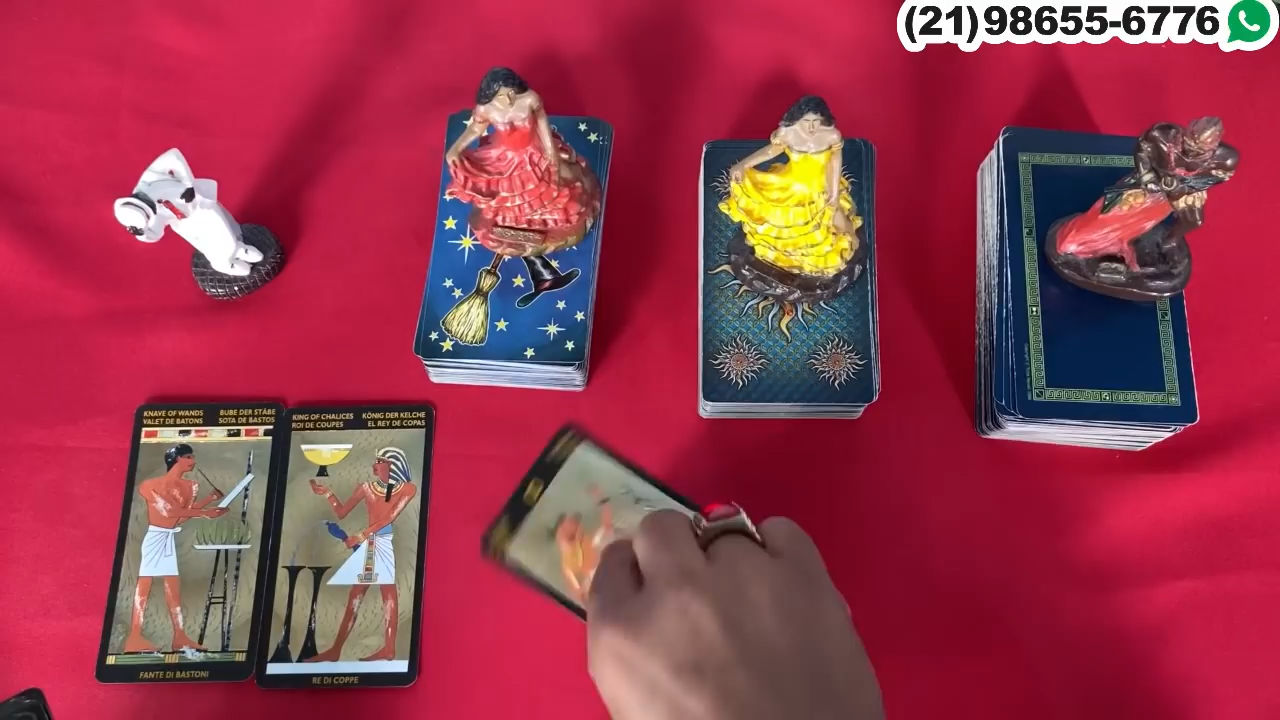 (21)98655-6776
KNAVE OF WANDS BUBE DER STÄBE
VALET DE BATONS SOTA DE BASTOS
KING OF CHALICES KÖNIG DER KELCHE
ROI DE COUPES EL REY DE COPAS
FANTE DI BASTONI
RE DI COPPE